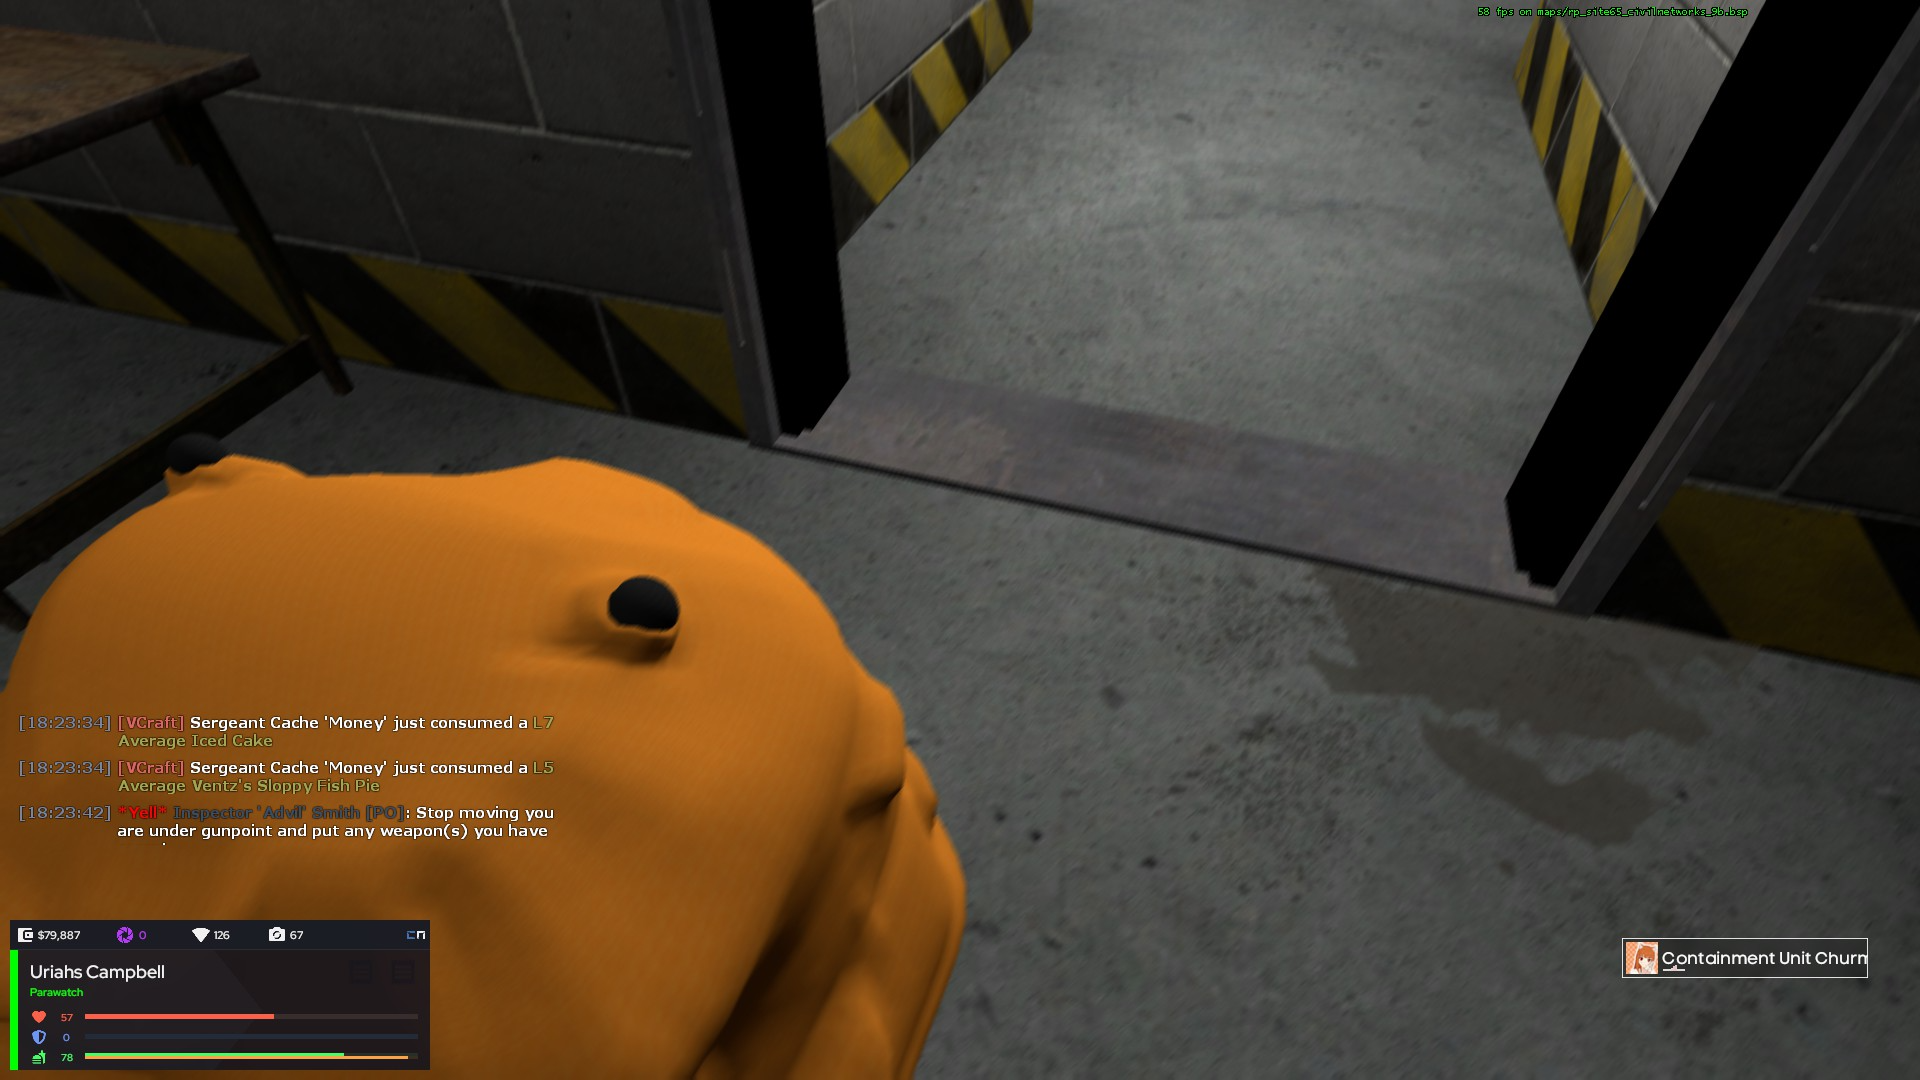 58 fps on maps/rp_site65_civilnetworks_9b.bsp
[18:23:34] [VCraft] Sergeant Cache 'Money' just consumed a L7
Average Iced Cake
[18:23:34] [VCraft] Sergeant Cache 'Money' just consumed a L5
Average Ventz's Sloppy Fish Pie
[18:23:42] *Yell* Inspector 'Advil' Smith [PO]: Stop moving you
are under gunpoint and put any weapon(s) you have
$79,887 0 126 67
Uriahs Campbell
Parawatch
57
0
78
Containment Unit Churn